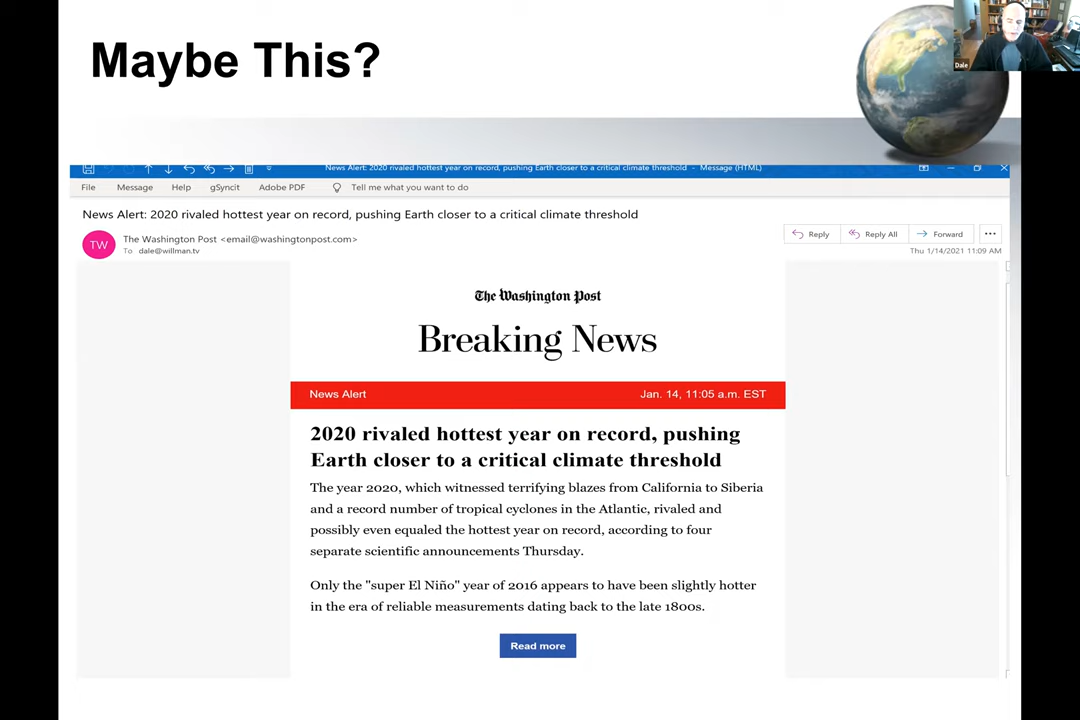 Maybe This?
Dale
News Alert: 2020 rivaled hottest year on record, pushing Earth closer to a critical climate threshold - Message (HTML)
File Message Help gSyncit Adobe PDF Tell me what you want to do
News Alert: 2020 rivaled hottest year on record, pushing Earth closer to a critical climate threshold
TW
The Washington Post <email@washingtonpost.com>
To dale@willman.tv
Reply Reply All Forward
Thu 1/14/2021 11:09 AM
The Washington Post
Breaking News
News Alert Jan. 14, 11:05 a.m. EST
2020 rivaled hottest year on record, pushing
Earth closer to a critical climate threshold
The year 2020, which witnessed terrifying blazes from California to Siberia
and a record number of tropical cyclones in the Atlantic, rivaled and
possibly even equaled the hottest year on record, according to four
separate scientific announcements Thursday.
Only the "super El Niño" year of 2016 appears to have been slightly hotter
in the era of reliable measurements dating back to the late 1800s.
Read more